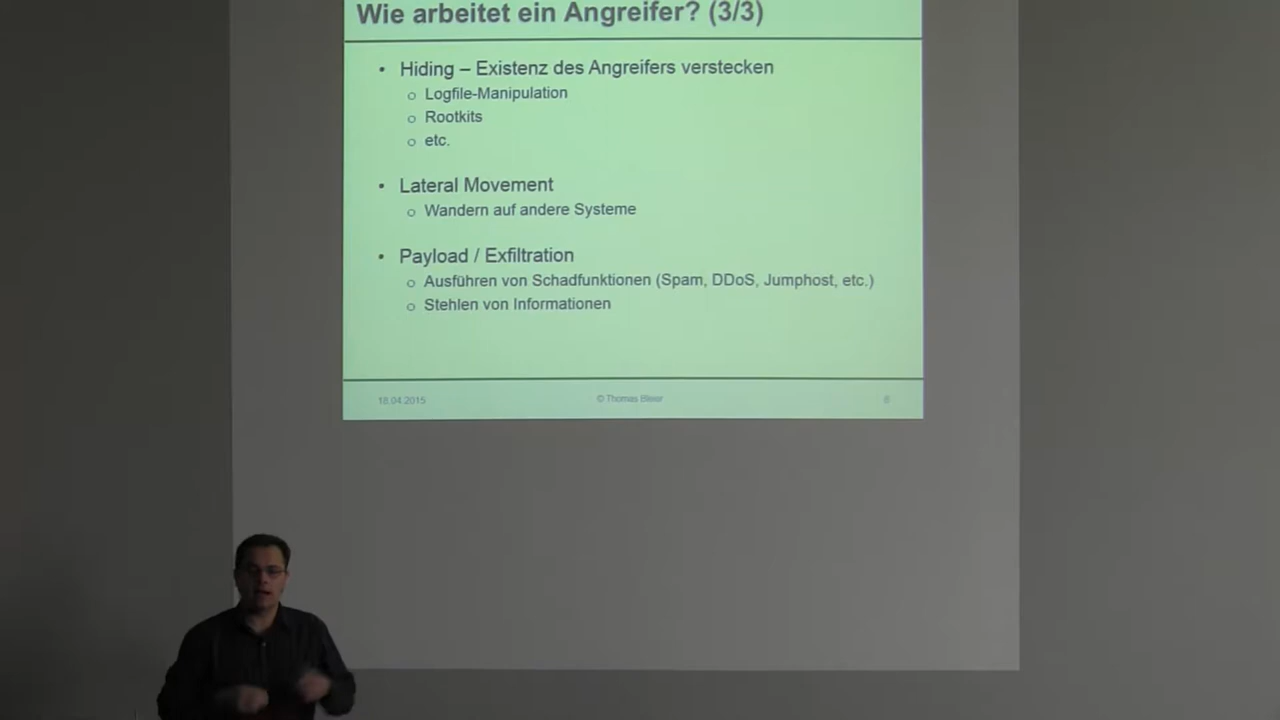 Wie arbeitet ein Angreifer? (3/3)
• Hiding – Existenz des Angreifers verstecken
o Logfile-Manipulation
o Rootkits
o etc.
• Lateral Movement
o Wandern auf andere Systeme
• Payload / Exfiltration
o Ausführen von Schadfunktionen (Spam, DDoS, Jumphost, etc.)
o Stehlen von Informationen
18.04.2015 © Thomas Bleier